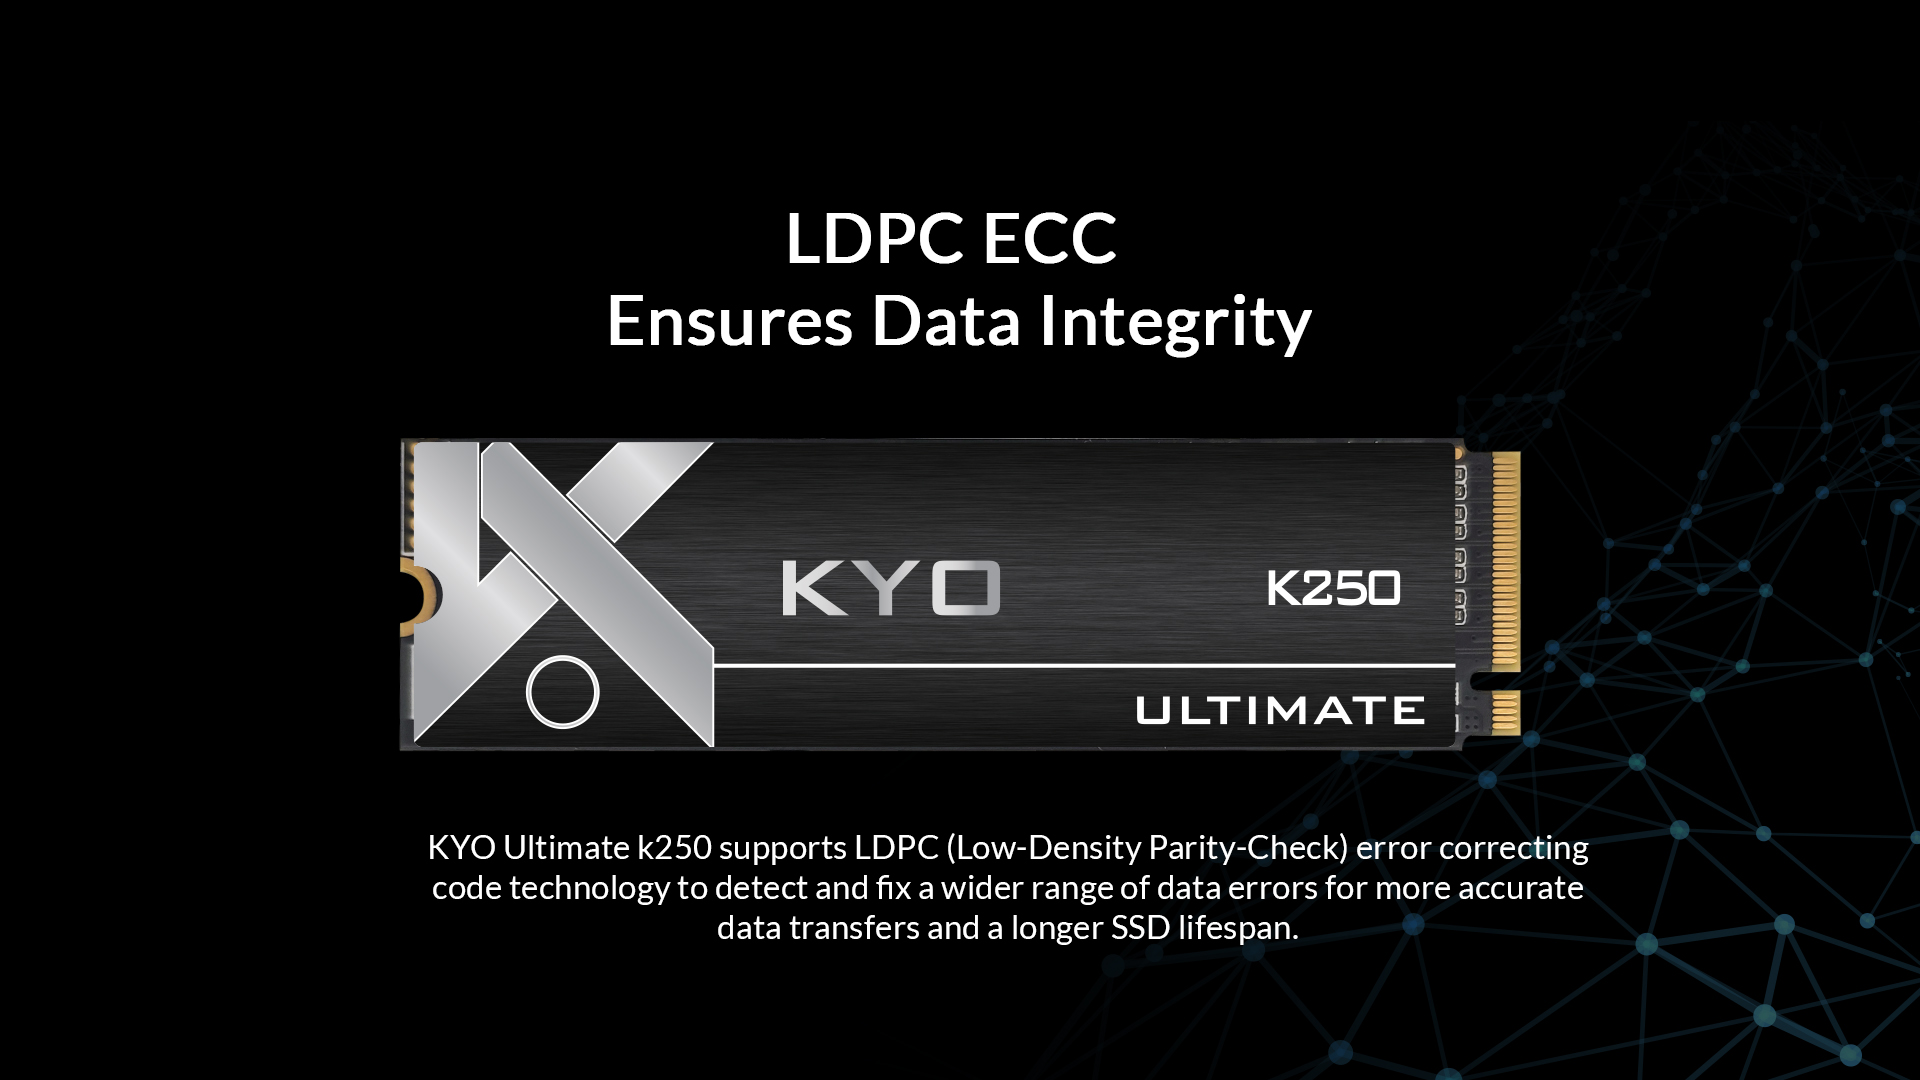 LDPC ECC
Ensures Data Integrity
KYO
K250
ULTIMATE
KYO Ultimate k250 supports LDPC (Low-Density Parity-Check) error correcting
code technology to detect and fix a wider range of data errors for more accurate
data transfers and a longer SSD lifespan.